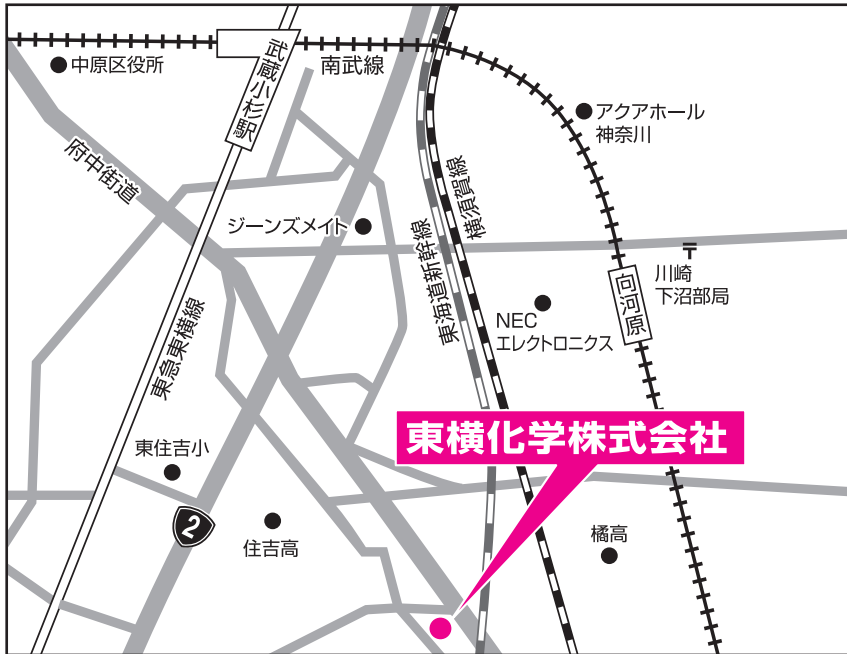 中原区役所
武蔵小杉駅
南武線
アクアホール
神奈川
府中街道
ジーンズメイト
横須賀線
東海道新幹線
〒
川崎
下沼部局
向河原
NEC
エレクトロニクス
東急東横線
東横化学株式会社
東住吉小
2
住吉高
橘高